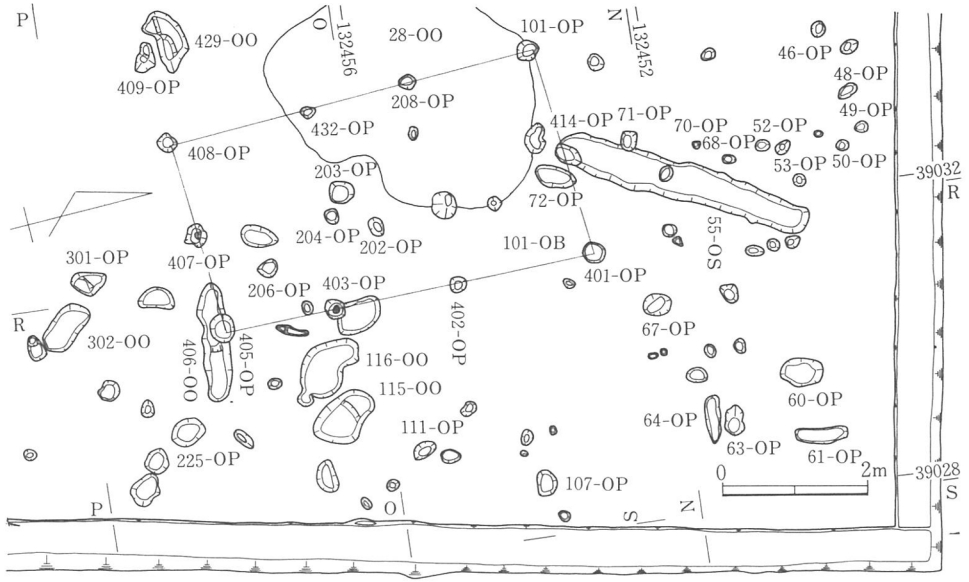 P
429-OO
O
-132456
28-OO
101-OP
N
-132452
46-OP
48-OP
409-OP
208-OP
49-OP
432-OP
414-OP
71-OP
70-OP
52-OP
408-OP
68-OP
53-OP
50-OP
203-OP
39032
R
72-OP
204-OP
202-OP
101-OB
55-OS
407-OP
301-OP
206-OP
403-OP
401-OP
R
302-OO
406-OO
405-OP
402-OP
67-OP
116-OO
115-OO
60-OP
64-OP
111-OP
63-OP
61-OP
225-OP
0
2m
39028
107-OP
P
O
S
N
S